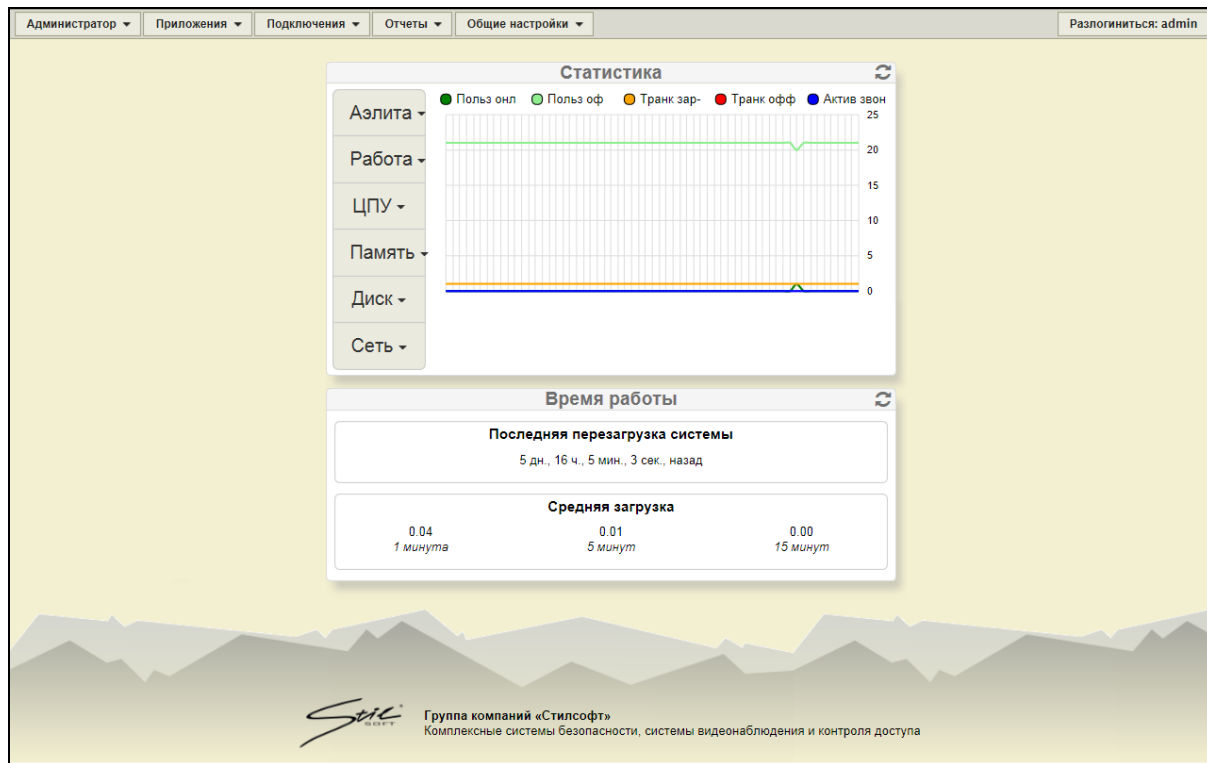 Администратор Приложения Подключения Отчеты Общие настройки Разлогиниться: admin
Статистика
Аэлита
Работа
ЦПУ
Память
Диск
Сеть
Польз онл Польз оф Транк зар- Транк офф Актив звон
25
20
15
10
5
0
Время работы
Последняя перезагрузка системы
5 дн., 16 ч., 5 мин., 3 сек., назад
Средняя загрузка
0.04 0.01 0.00
1 минута 5 минут 15 минут
Stil
SOFT
Группа компаний «Стилсофт»
Комплексные системы безопасности, системы видеонаблюдения и контроля доступа